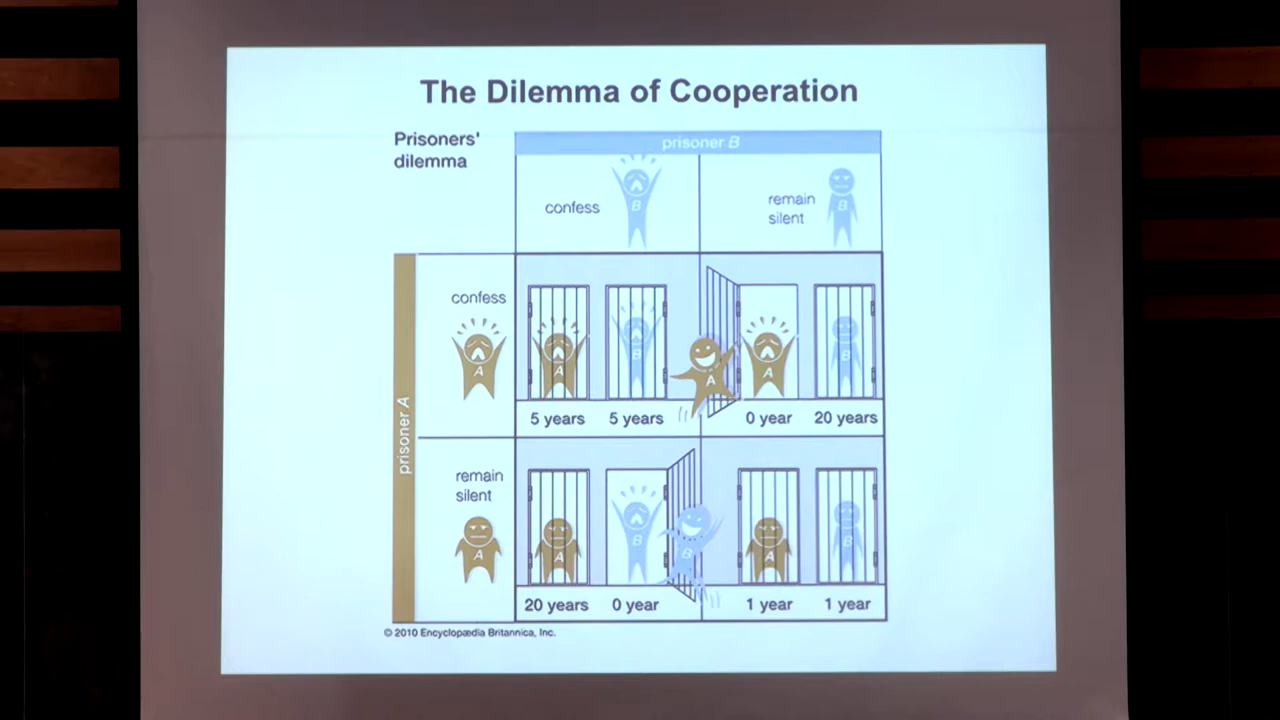 The Dilemma of Cooperation
Prisoners'
dilemma
prisoner B
confess
B
remain
silent
B
prisoner A
confess
A
A
B
A
A
B
5 years
5 years
0 year
20 years
remain
silent
A
A
B
B
A
B
20 years
0 year
1 year
1 year
© 2010 Encyclopædia Britannica, Inc.